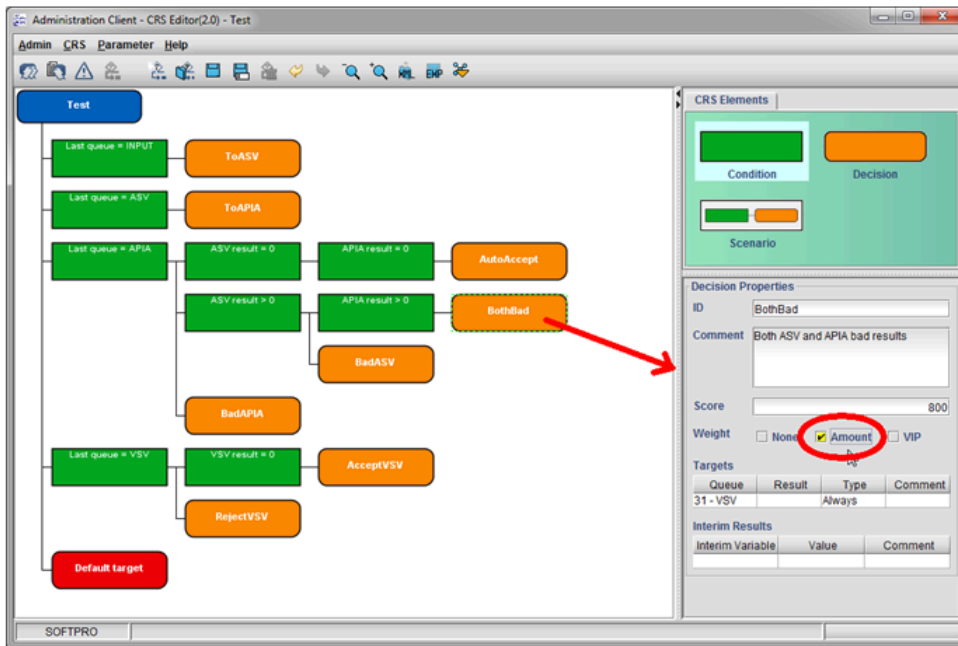 Administration Client - CRS Editor(2.0) - Test
Admin CRS Parameter Help
XML EMP
Test
Last queue = INPUT
ToASV
Last queue = ASV
ToAPIA
Last queue = APIA
ASV result = 0
APIA result = 0
AutoAccept
ASV result > 0
APIA result > 0
BothBad
BadASV
BadAPIA
Last queue = VSV
VSV result = 0
AcceptVSV
RejectVSV
Default target
CRS Elements
Condition
Decision
Scenario
Decision Properties
ID BothBad
Comment Both ASV and APIA bad results
Score 800
Weight None Amount VIP
Targets
Queue Result Type Comment
31 - VSV Always
Interim Results
Interim Variable Value Comment
SOFTPRO